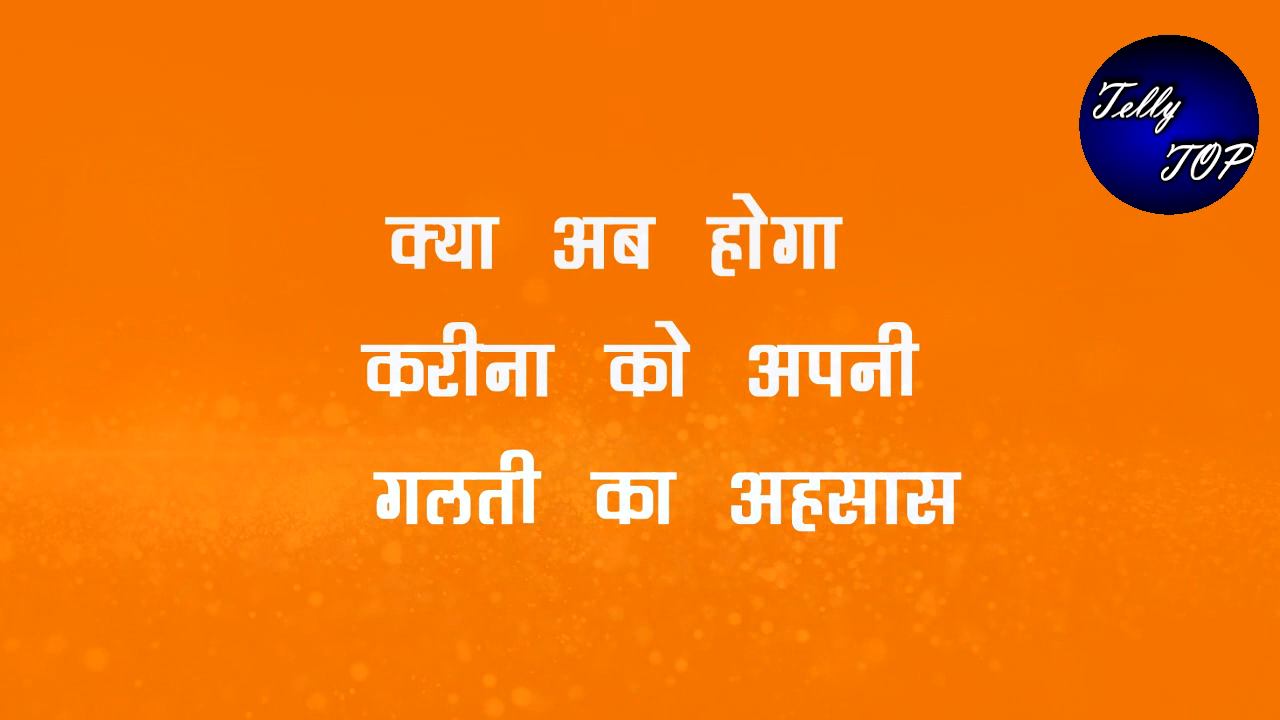 Telly
TOP
क्या अब होगा
करीना को अपनी
गलती का अहसास